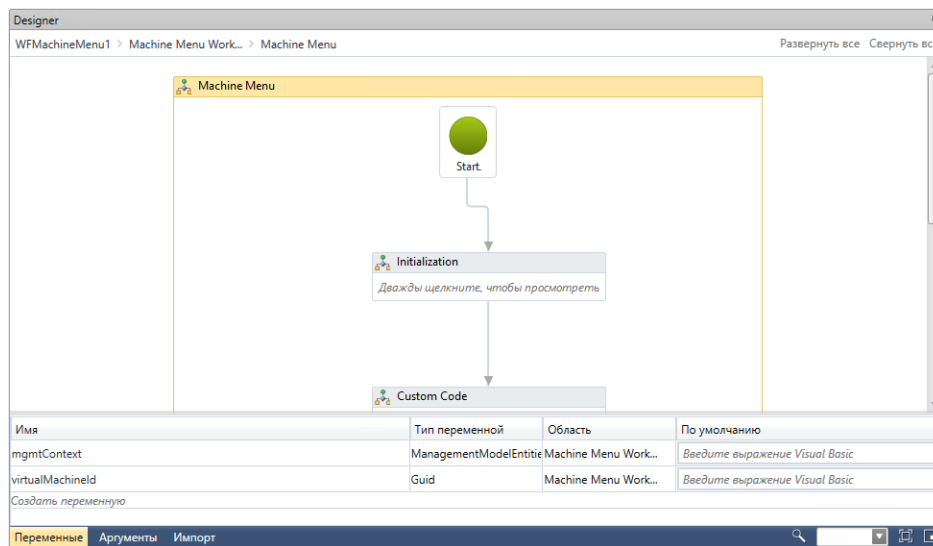 Designer
WFMachineMenu1 > Machine Menu Work... > Machine Menu
Развернуть все Свернуть вс
Machine Menu
Start.
Initialization
Дважды щелкните, чтобы просмотреть
Custom Code
Имя Тип переменной Область По умолчанию
mgmtContext ManagementModelEntitie Machine Menu Work... Введите выражение Visual Basic
virtualMachineId Guid Machine Menu Work... Введите выражение Visual Basic
Создать переменную
Переменные Аргументы Импорт